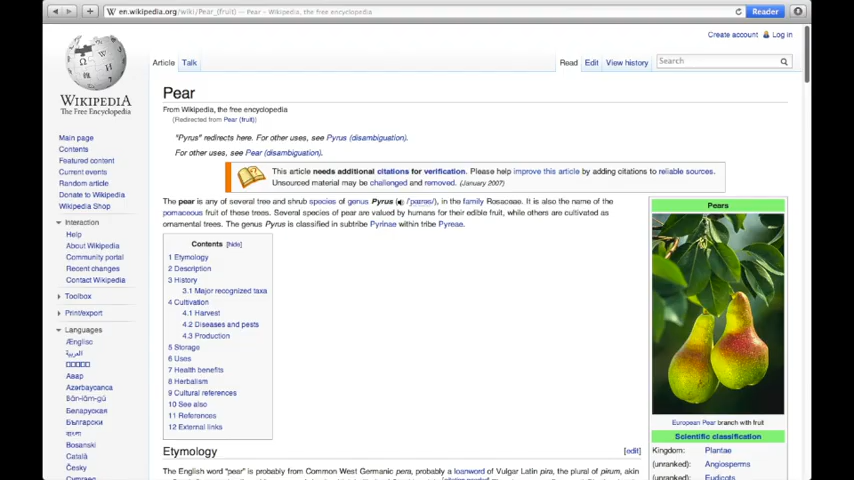 en.wikipedia.org/wiki/Pear_(fruit) — Pear – Wikipedia, the free encyclopedia
Reader
Create account Log in
Article Talk
Read Edit View history Search
WIKIPEDIA
The Free Encyclopedia
Main page
Contents
Featured content
Current events
Random article
Donate to Wikipedia
Wikipedia Shop
Interaction
Help
About Wikipedia
Community portal
Recent changes
Contact Wikipedia
Toolbox
Print/export
Languages
Ænglisc
العربية
Авар
Azərbaycanca
Bân-lâm-gú
Беларуская
Български
Bosanski
Català
Česky
Cymraeg
Pear
From Wikipedia, the free encyclopedia
(Redirected from Pear (fruit))
"Pyrus" redirects here. For other uses, see Pyrus (disambiguation).
For other uses, see Pear (disambiguation).
This article needs additional citations for verification. Please help improve this article by adding citations to reliable sources.
Unsourced material may be challenged and removed. (January 2007)
The pear is any of several tree and shrub species of genus Pyrus in the family Rosaceae. It is also the name of the
pomaceous fruit of these trees. Several species of pear are valued by humans for their edible fruit, while others are cultivated as
ornamental trees. The genus Pyrus is classified in subtribe Pyrinae within tribe Pyreae.
Contents [hide]
1 Etymology
2 Description
3 History
3.1 Major recognized taxa
4 Cultivation
4.1 Harvest
4.2 Diseases and pests
4.3 Production
5 Storage
6 Uses
7 Health benefits
8 Herbalism
9 Cultural references
10 See also
11 References
12 External links
Etymology [edit]
The English word "pear" is probably from Common West Germanic pera, probably a loanword of Vulgar Latin pira, the plural of pirum, akin
Pears
European Pear branch with fruit
Scientific classification
Kingdom: Plantae
(unranked): Angiosperms
(unranked): Eudicots